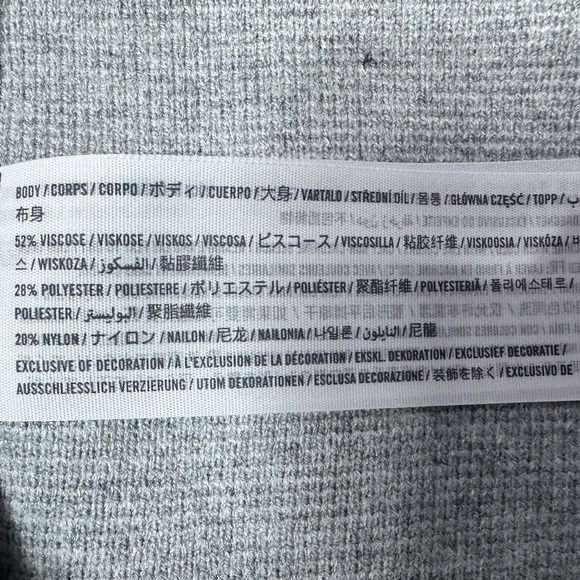 BODY / CORPS / CORPO / ボディ / CUERPO / 大身 / VARTALO / STŘEDNÍ DÍL / 몸통 / GŁÓWNA CZĘŚĆ / TOPP /
布身
52% VISCOSE / VISKOSE / VISKOS / VISCOSA / ビスコース / VISCOSILLA / 粘胶纤维 / VISKOOSIA / VISKÓZA / 비
스 / WISKOZA / الفسكوز / 黏膠纖維
28% POLYESTER / POLIESTERE / ポリエステル / POLIÉSTER / 聚酯纤维 / POLYESTERIÄ / 폴리에스테르 /
POLIESTER / البوليستر / 聚脂纖維
20% NYLON / ナイロン / NAILON / 尼龙 / NAILONIA / 나일론 / النايلون / 尼龍
EXCLUSIVE OF DECORATION / À L'EXCLUSION DE LA DÉCORATION / EKSKL. DEKORATION / EXCLUSIEF DECORATIE /
AUSSCHLIESSLICH VERZIERUNG / UTOM DEKORATIONEN / ESCLUSA DECORAZIONE / 装飾を除く / EXCLUSIVO DE